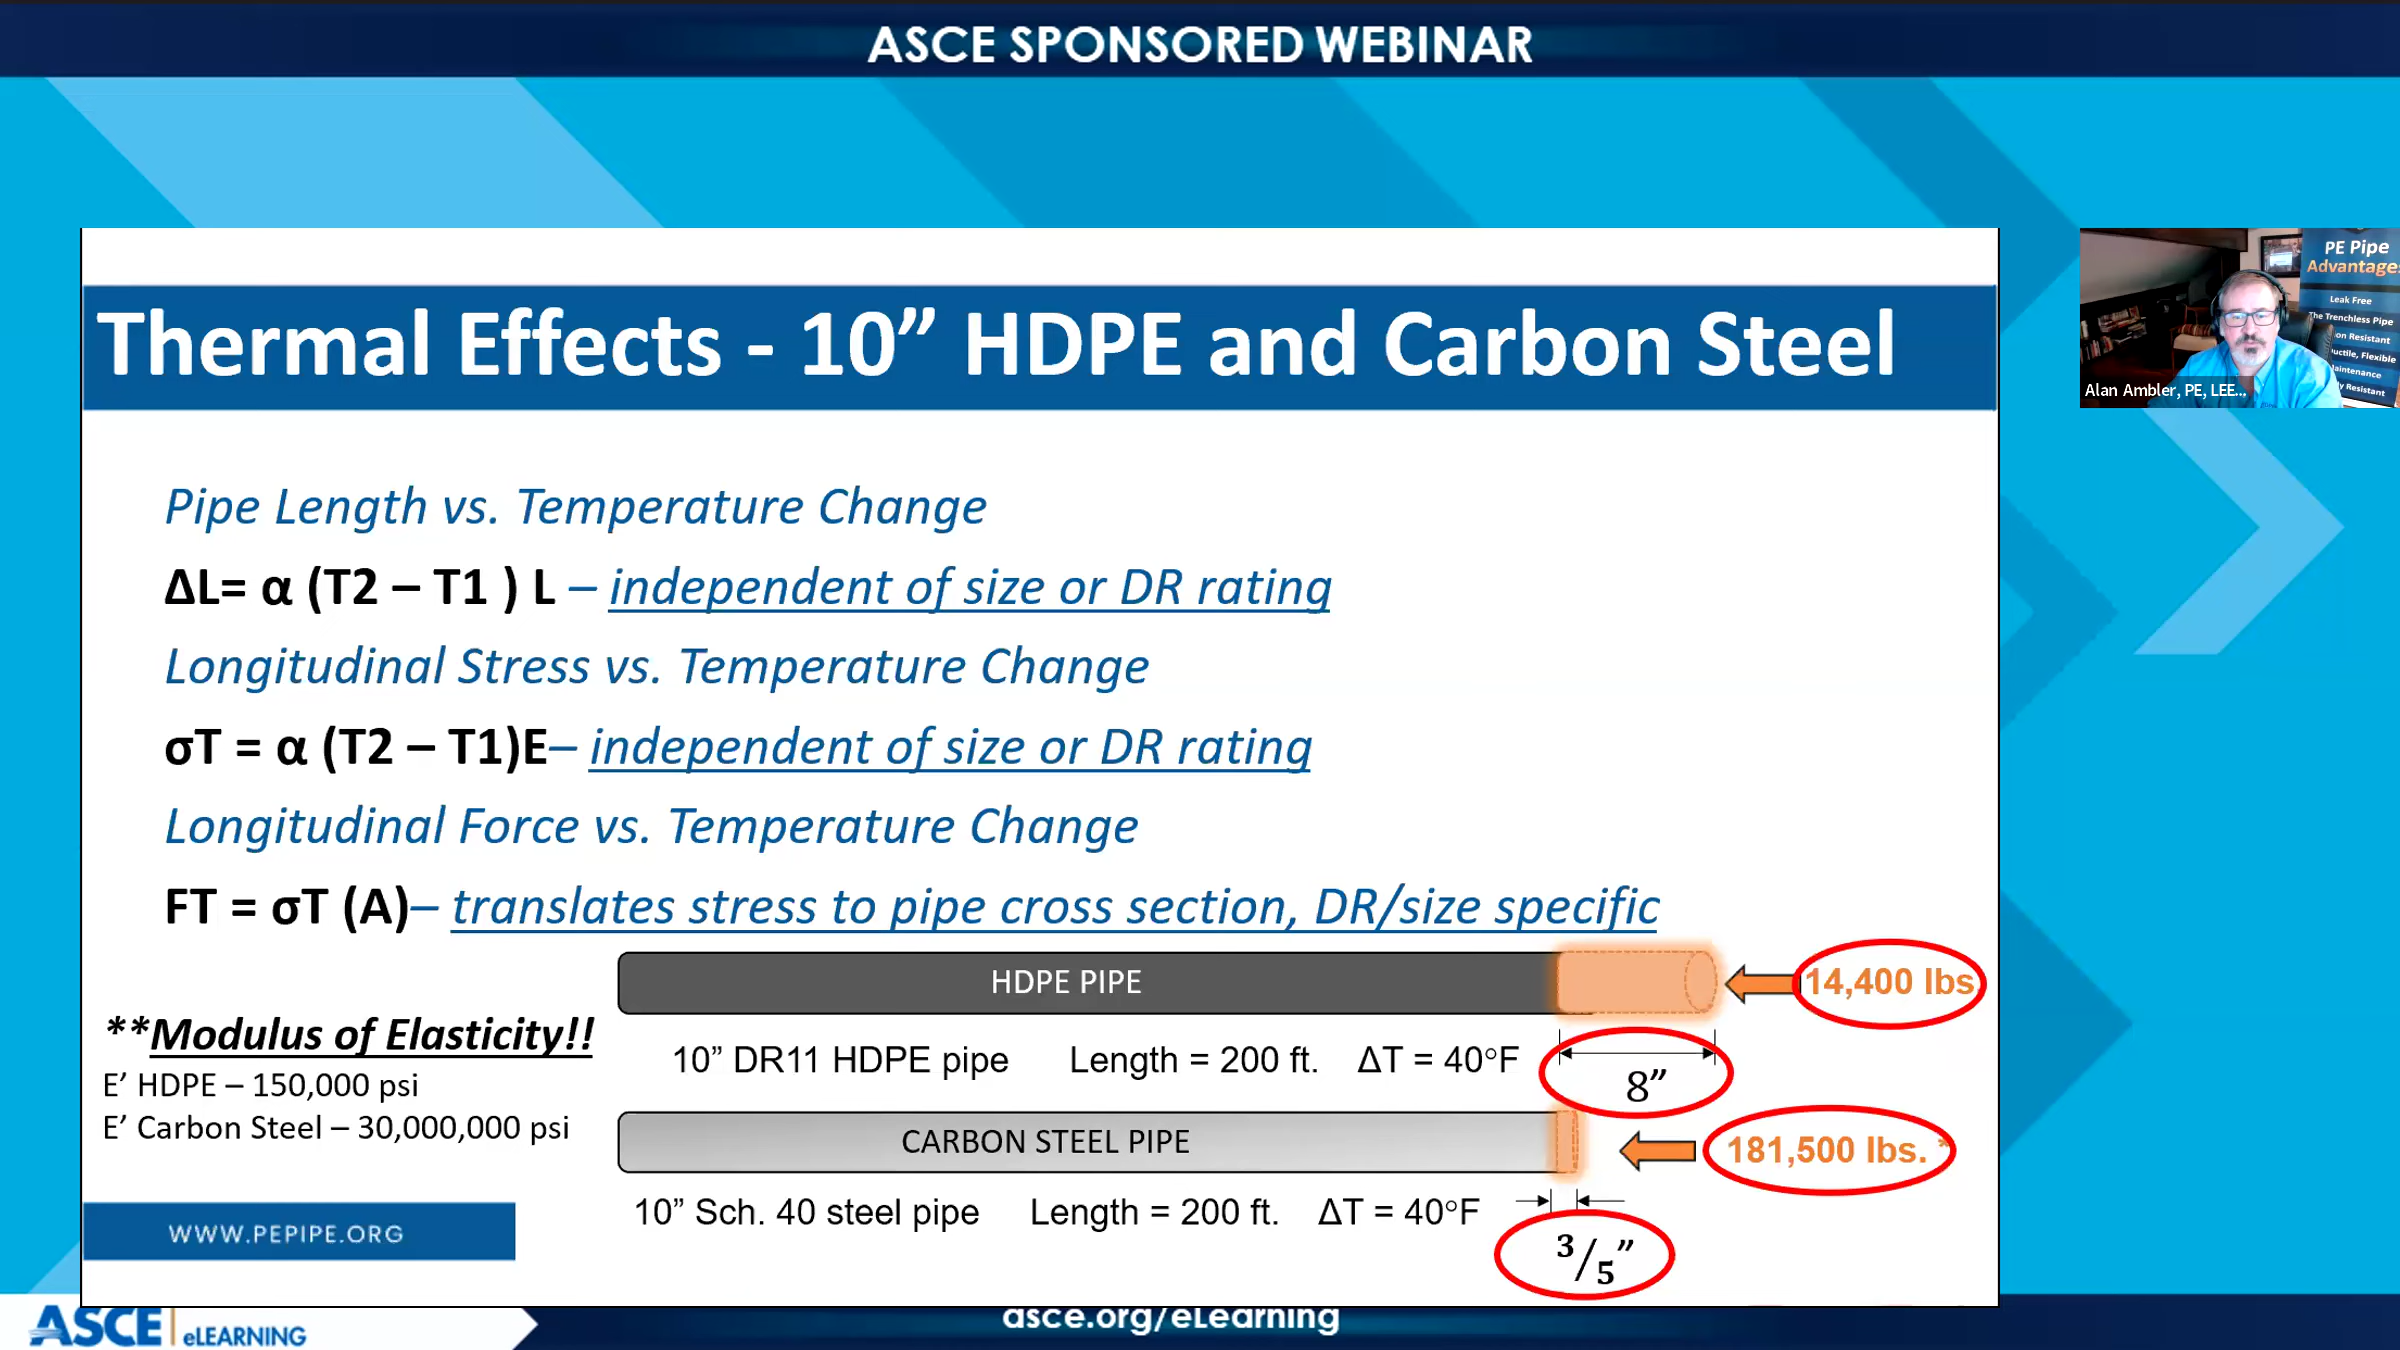 ASCE SPONSORED WEBINAR
Thermal Effects - 10” HDPE and Carbon Steel
PE Pipe
Advantage
Leak Free
The Trenchless Pipe
Resistant
Flexible
Resistant
Alan Ambler, PE, LEE...
Pipe Length vs. Temperature Change
ΔL= α (T2 – T1 ) L – independent of size or DR rating
Longitudinal Stress vs. Temperature Change
σT = α (T2 – T1)E– independent of size or DR rating
Longitudinal Force vs. Temperature Change
FT = σT (A)– translates stress to pipe cross section, DR/size specific
HDPE PIPE
14,400 lbs
**Modulus of Elasticity!!
E’ HDPE – 150,000 psi
E’ Carbon Steel – 30,000,000 psi
10” DR11 HDPE pipe Length = 200 ft. ΔT = 40°F
8”
CARBON STEEL PIPE
181,500 lbs. *
10” Sch. 40 steel pipe Length = 200 ft. ΔT = 40°F
3/5”
WWW.PEPIPE.ORG
ASCE | eLEARNING
asce.org/eLearning